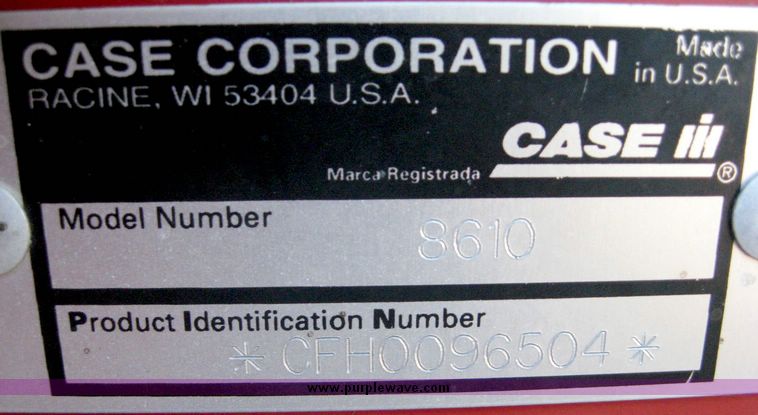 CASE CORPORATION
Made
in U.S.A.
RACINE, WI 53404 U.S.A.
CASE IH
Marca Registrada ®
Model Number
8610
Product Identification Number
* CFH0096504 *
www.purplewave.com